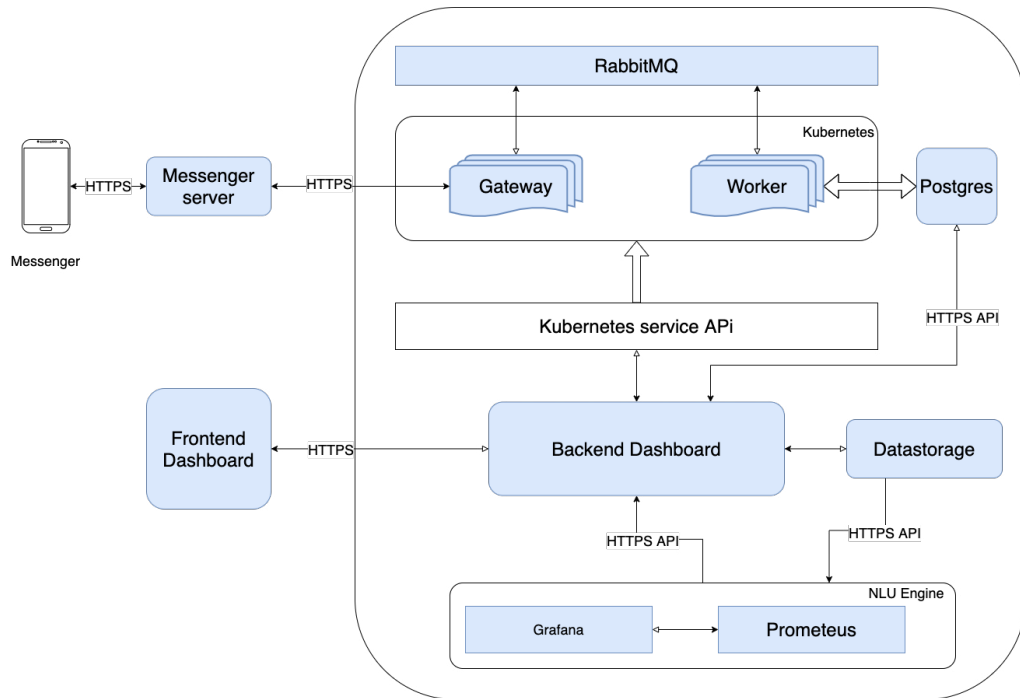 RabbitMQ
Kubernetes
Gateway
Worker
Postgres
HTTPS
Messenger
server
HTTPS
Messenger
HTTPS API
Kubernetes service APi
Frontend
Dashboard
HTTPS
Backend Dashboard
Datastorage
HTTPS API
HTTPS API
NLU Engine
Grafana
Prometeus